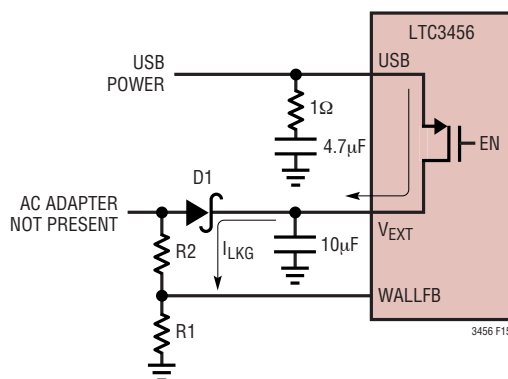 LTC3456
USB
POWER
USB
1Ω
4.7µF
EN
D1
AC ADAPTER
NOT PRESENT
VEXT
R2
ILKG
10µF
WALLFB
R1
3456 F15